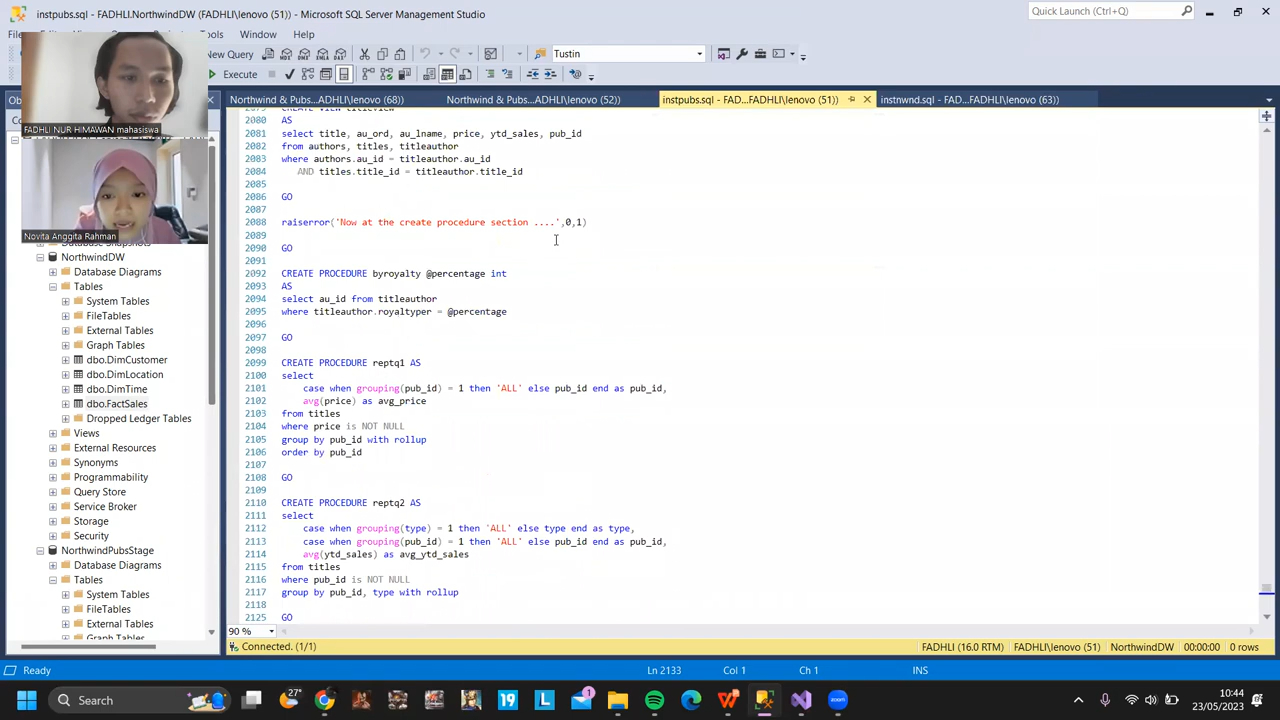 instpubs.sql - FADHLI.NorthwindDW (FADHLI\lenovo (51)) - Microsoft SQL Server Management Studio
Quick Launch (Ctrl+Q)
Tools
Window
Help
New Query
Tustin
Execute
Northwind & Pubs...ADHLI\lenovo (68))
Northwind & Pubs...ADHLI\lenovo (52))
instpubs.sql - FAD...FADHLI\lenovo (51))
instnwnd.sql - FAD...FADHLI\lenovo (63))
FADHLI NUR HIMAWAN mahasiswa
Novita Anggita Rahman
NorthwindDW
Database Diagrams
Tables
System Tables
FileTables
External Tables
Graph Tables
dbo.DimCustomer
dbo.DimLocation
dbo.DimTime
dbo.FactSales
Dropped Ledger Tables
Views
External Resources
Synonyms
Programmability
Query Store
Service Broker
Storage
Security
NorthwindPubsStage
Database Diagrams
Tables
System Tables
FileTables
External Tables
Graph Tables
2079 CREATE VIEW titleview
2080 AS
2081 select title, au_ord, au_lname, price, ytd_sales, pub_id
2082 from authors, titles, titleauthor
2083 where authors.au_id = titleauthor.au_id
2084 AND titles.title_id = titleauthor.title_id
2085
2086 GO
2087
2088 raiserror('Now at the create procedure section ....',0,1)
2089
2090 GO
2091
2092 CREATE PROCEDURE byroyalty @percentage int
2093 AS
2094 select au_id from titleauthor
2095 where titleauthor.royaltyper = @percentage
2096
2097 GO
2098
2099 CREATE PROCEDURE reptq1 AS
2100 select
2101 case when grouping(pub_id) = 1 then 'ALL' else pub_id end as pub_id,
2102 avg(price) as avg_price
2103 from titles
2104 where price is NOT NULL
2105 group by pub_id with rollup
2106 order by pub_id
2107
2108 GO
2109
2110 CREATE PROCEDURE reptq2 AS
2111 select
2112 case when grouping(type) = 1 then 'ALL' else type end as type,
2113 case when grouping(pub_id) = 1 then 'ALL' else pub_id end as pub_id,
2114 avg(ytd_sales) as avg_ytd_sales
2115 from titles
2116 where pub_id is NOT NULL
2117 group by pub_id, type with rollup
2118
2125 GO
90 %
Connected. (1/1)
FADHLI (16.0 RTM)
FADHLI\lenovo (51)
NorthwindDW
00:00:00
0 rows
Ready
Ln 2133
Col 1
Ch 1
INS
Search
27°
19
L
1
10:44
23/05/2023